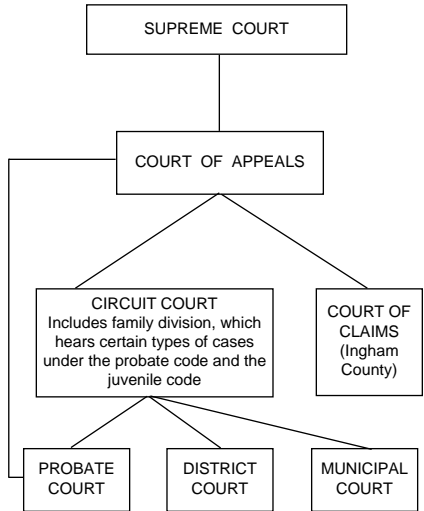 SUPREME COURT
COURT OF APPEALS
CIRCUIT COURT
Includes family division, which
hears certain types of cases
under the probate code and the
juvenile code
COURT OF
CLAIMS
(Ingham
County)
PROBATE
COURT
DISTRICT
COURT
MUNICIPAL
COURT